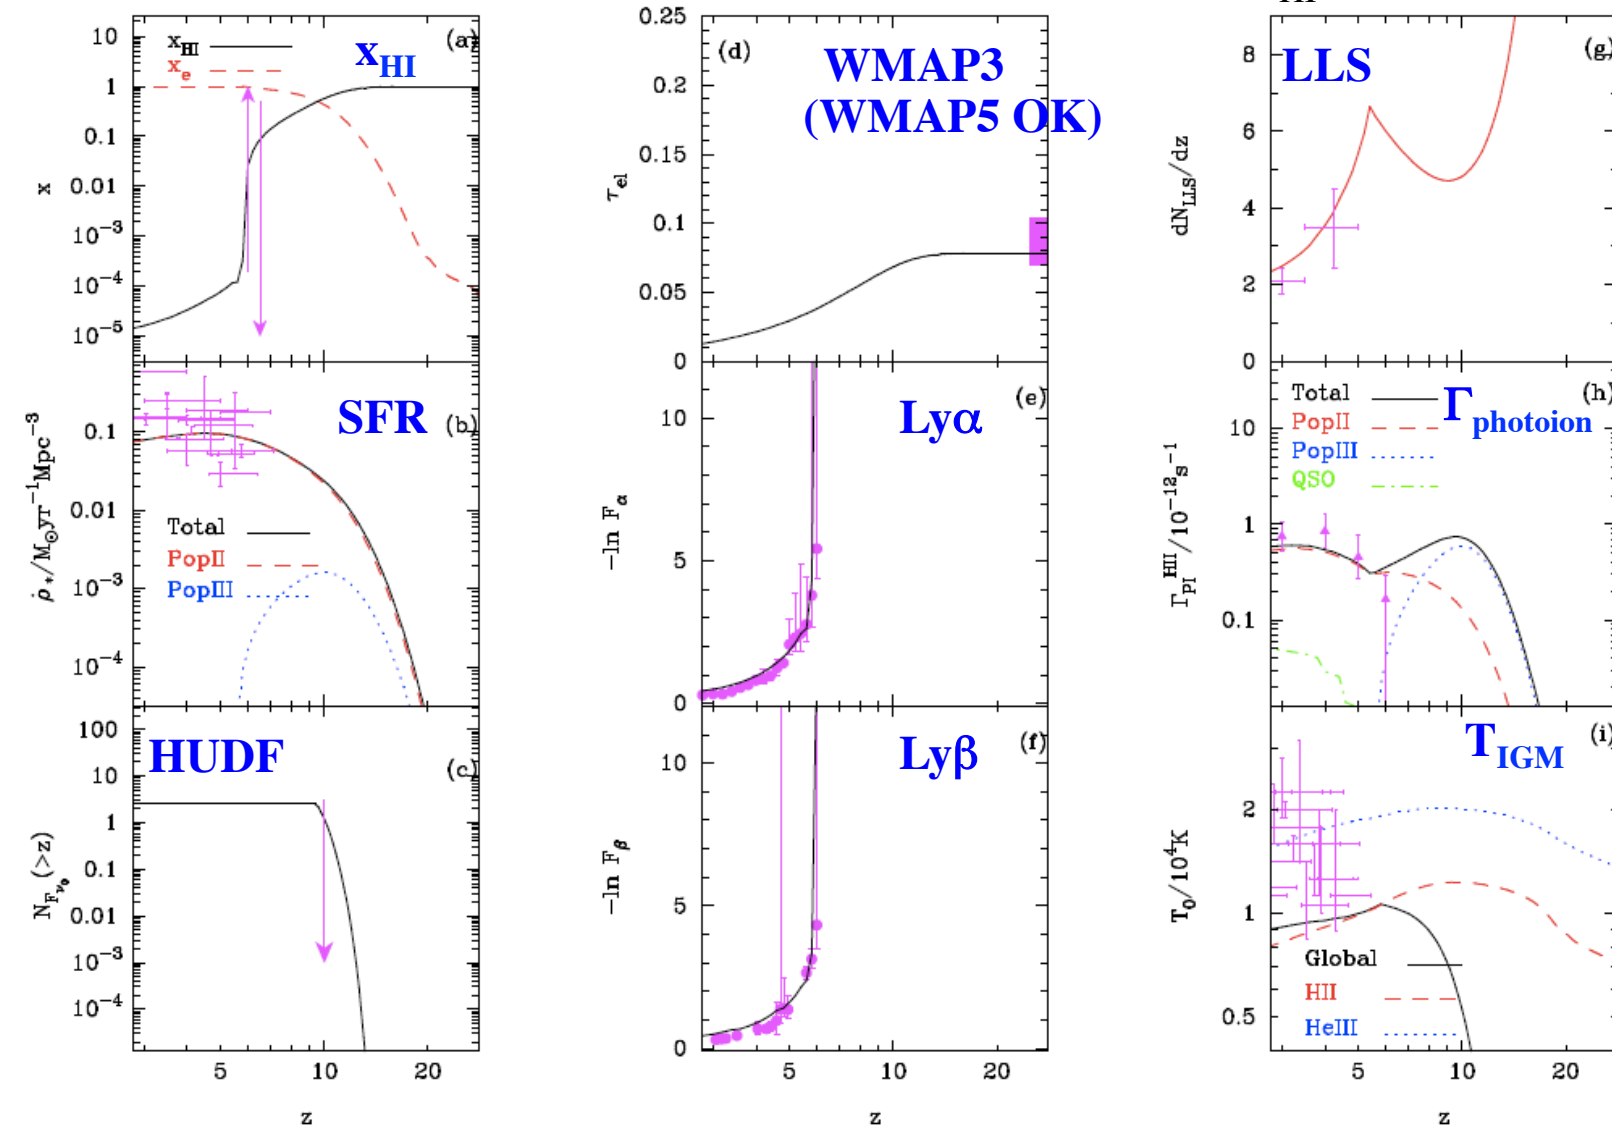 HI
10
1
0.1
0.01
10⁻³
10⁻⁴
10⁻⁵
x
x_HI
x_e
x_HI
(a)
0.1
0.01
10⁻³
10⁻⁴
ρ̇*/M⊙yr⁻¹Mpc⁻³
SFR
(b)
Total
PopII
PopIII
100
10
1
0.1
0.01
10⁻³
10⁻⁴
N_Fν₀(>z)
HUDF
(c)
5 10 20
z
0.25
0.2
0.15
0.1
0.05
0
τ_el
(d)
WMAP3
(WMAP5 OK)
10
5
0
−ln F_α
Lyα
(e)
10
5
0
−ln F_β
Lyβ
(f)
5 10 20
z
8
6
4
2
0
dN_LLS/dz
LLS
(g)
10
1
0.1
Γ_PI^HII/10⁻¹²s⁻¹
Total
PopII
PopIII
QSO
Γ_photoion
(h)
2
1
0.5
T₀/10⁴K
T_IGM
(i)
Global
HII
HeIII
5 10 20
z